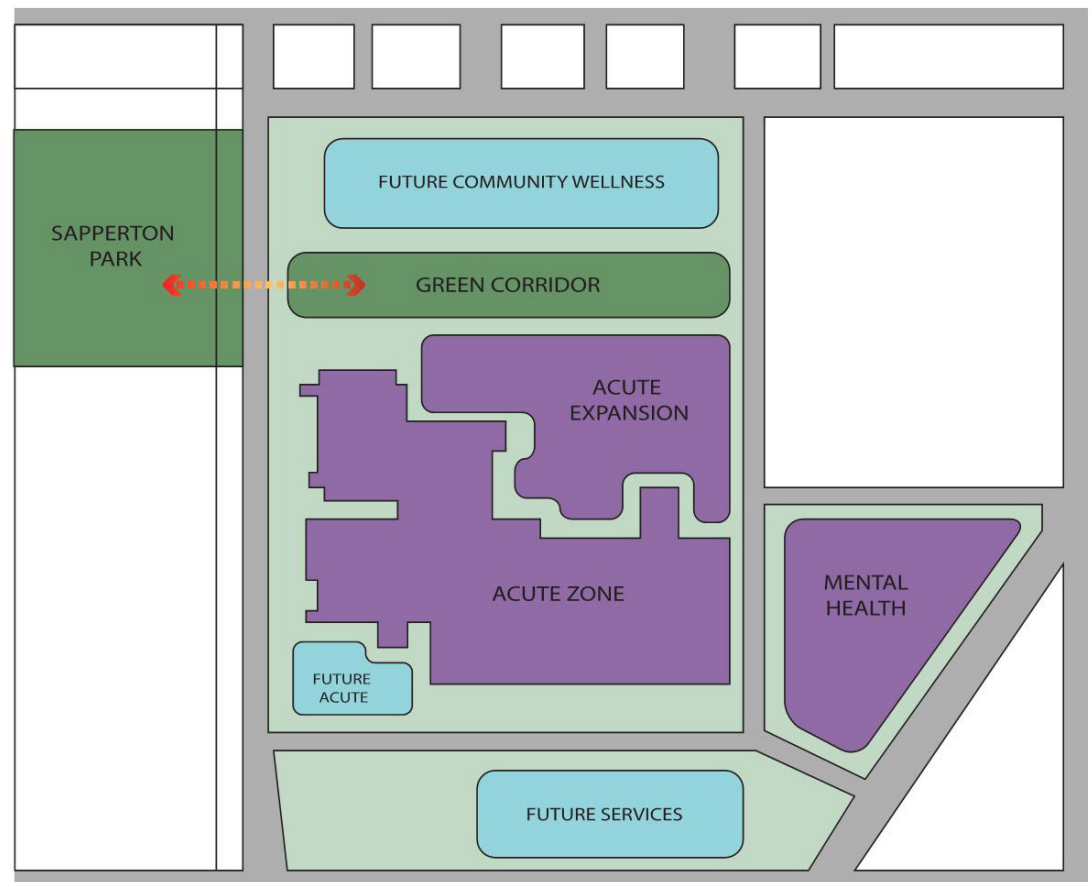 FUTURE COMMUNITY WELLNESS
SAPPERTON
PARK
GREEN CORRIDOR
ACUTE
EXPANSION
ACUTE ZONE
MENTAL
HEALTH
FUTURE
ACUTE
FUTURE SERVICES